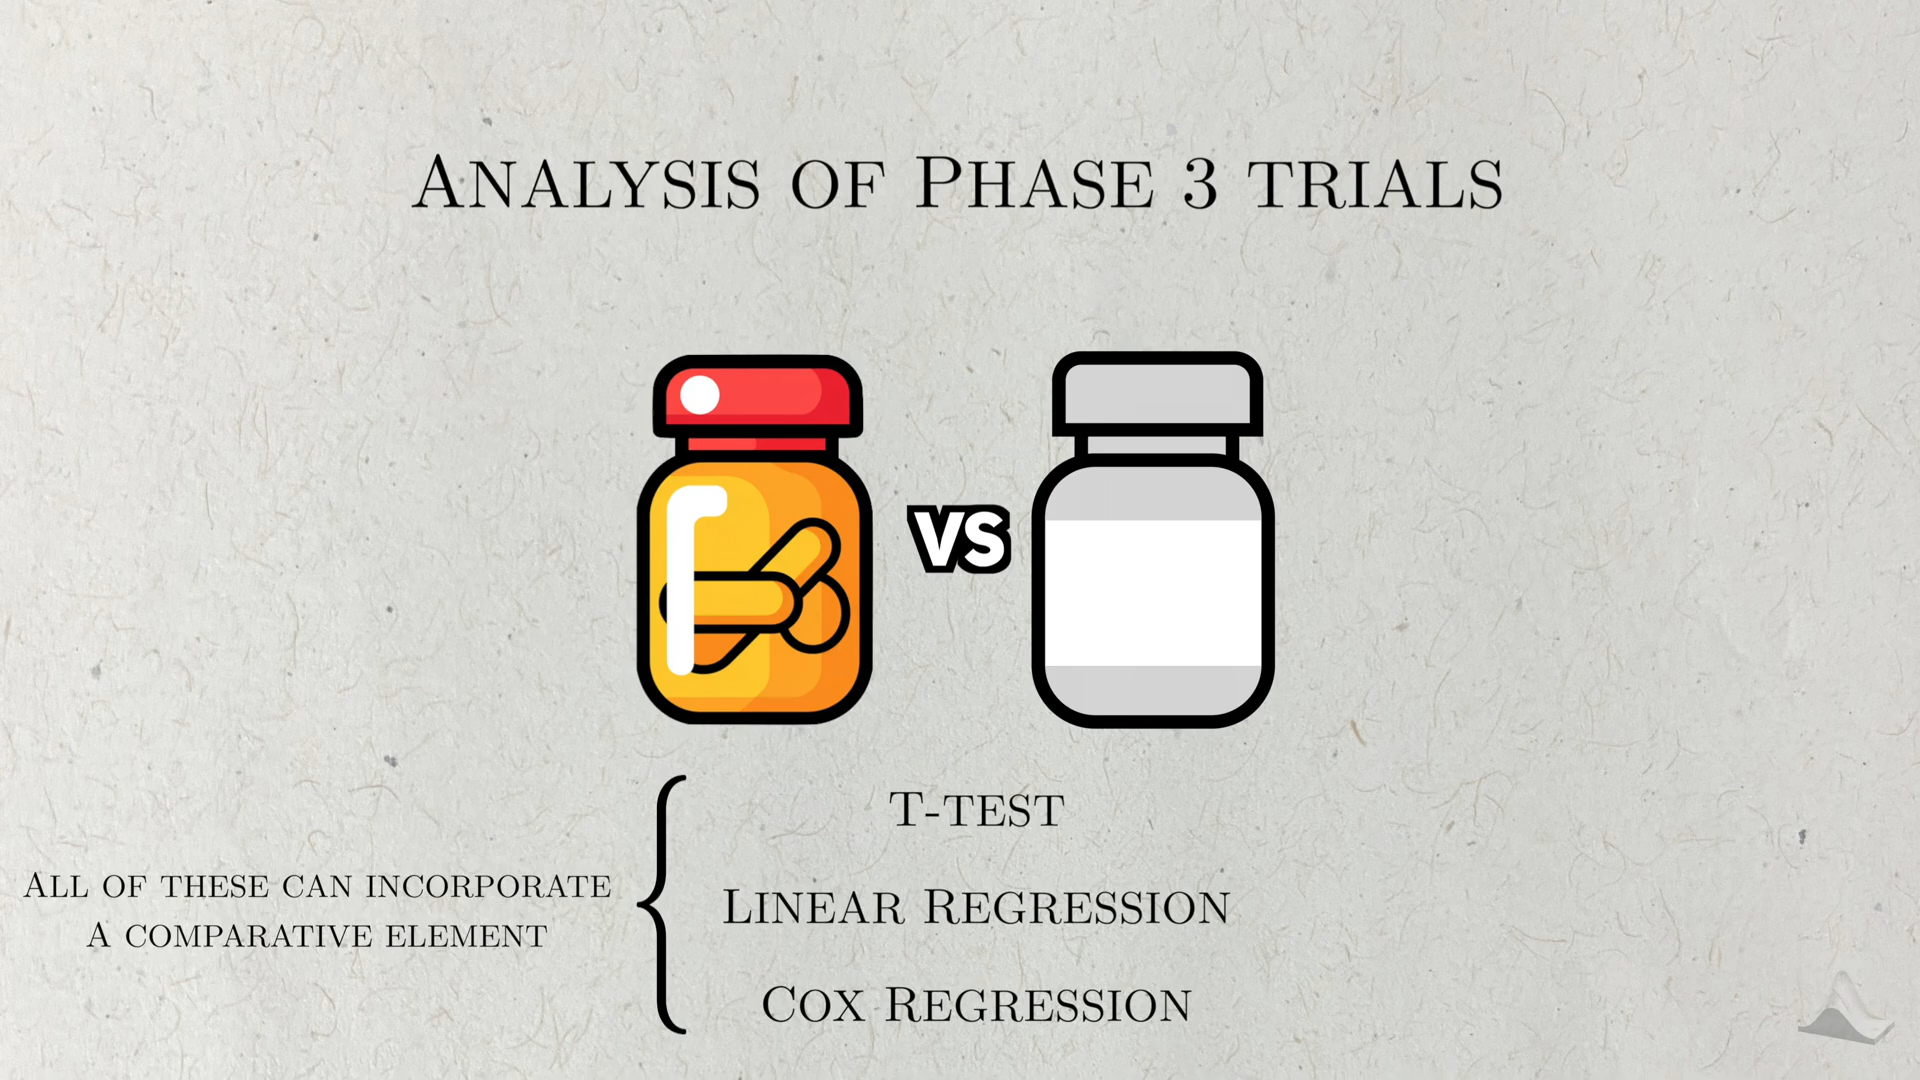 Analysis of Phase 3 trials
VS
T-test
All of these can incorporate
a comparative element
Linear Regression
Cox Regression